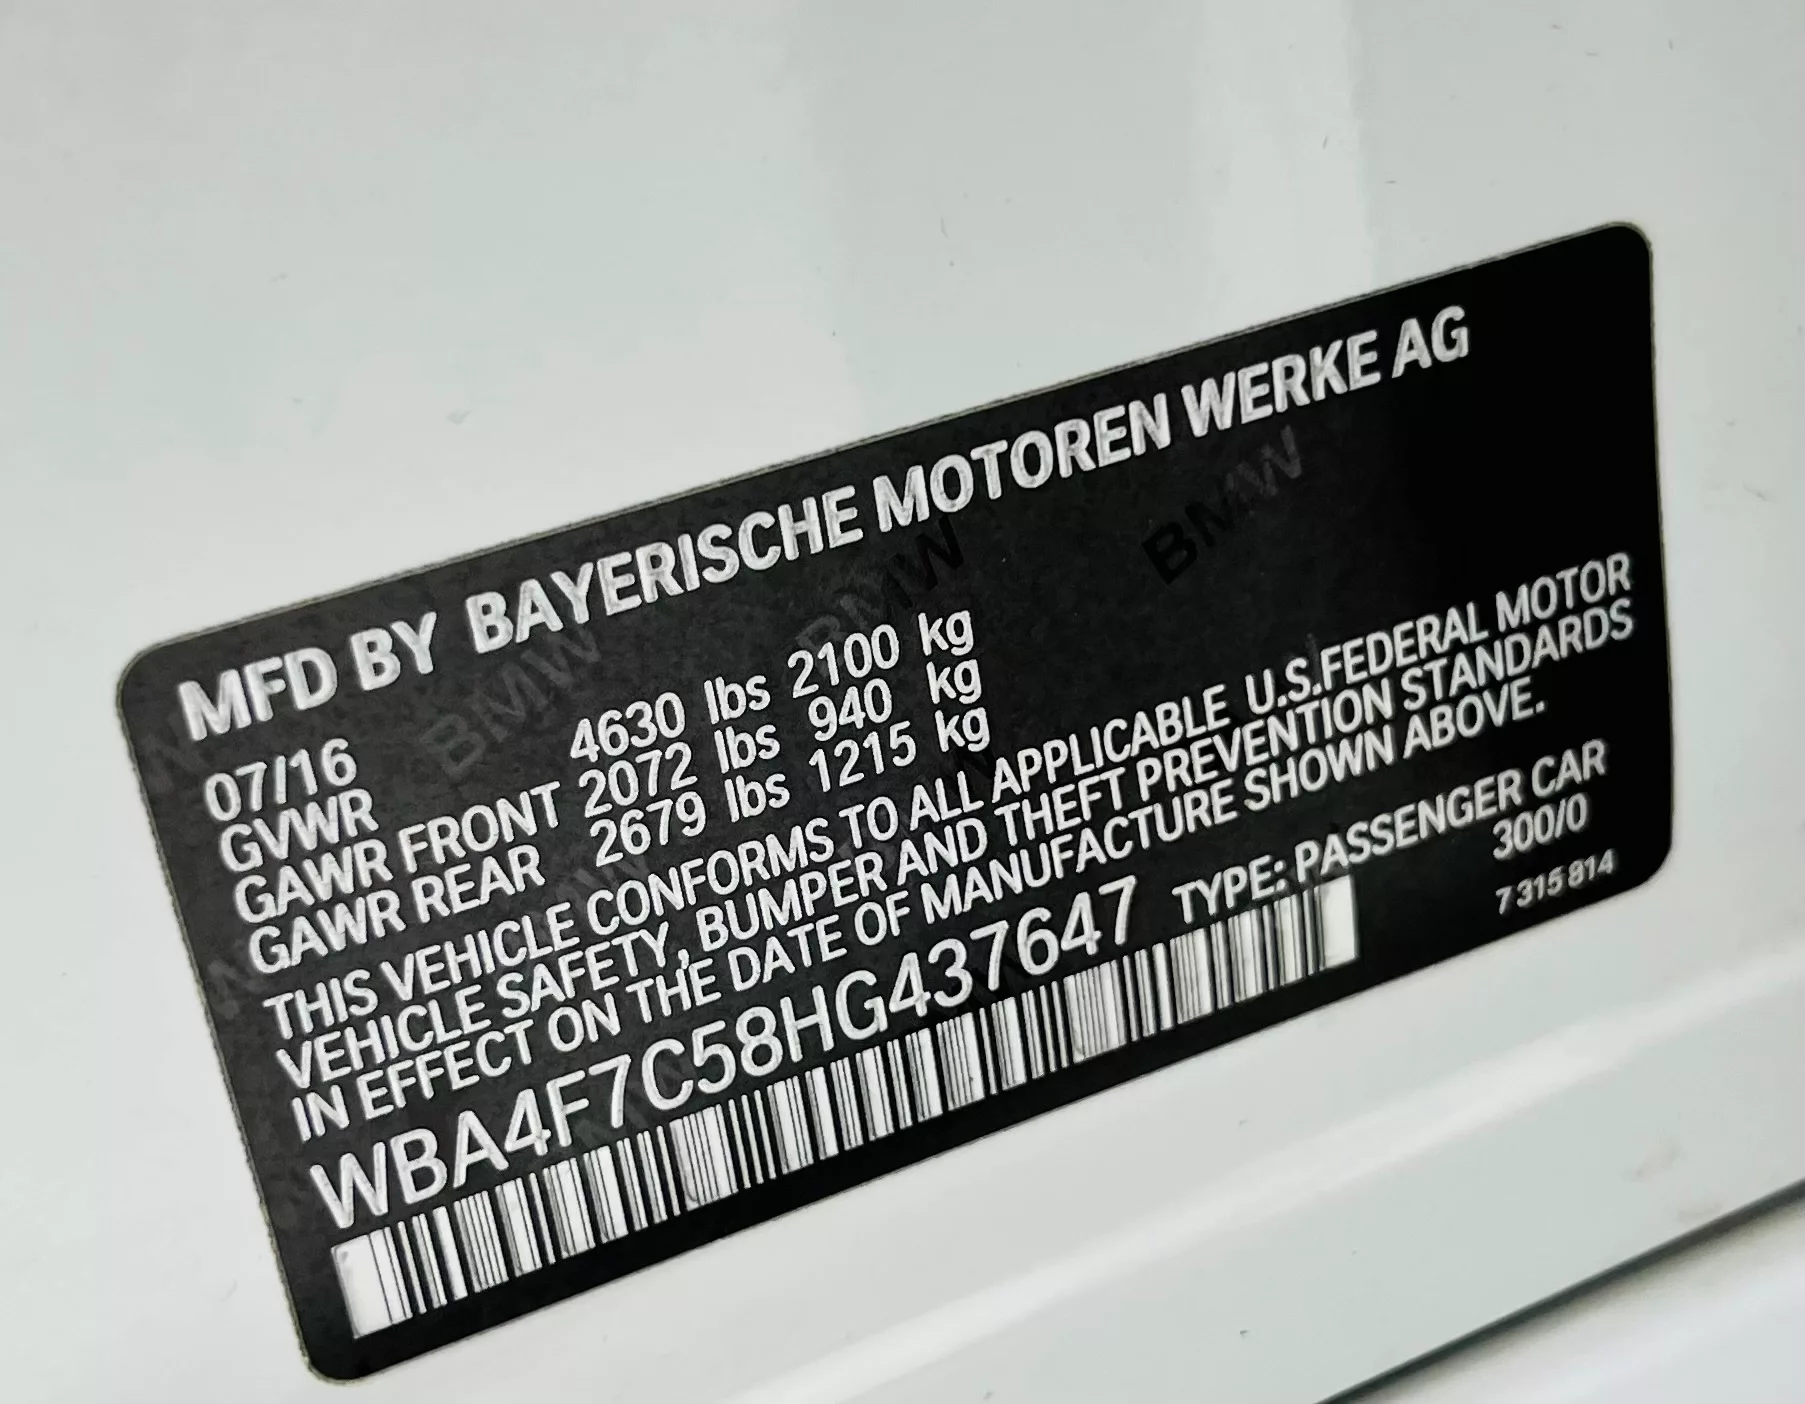 MFD BY BAYERISCHE MOTOREN WERKE AG
07/16
GVWR 4630 lbs 2100 kg
GAWR FRONT 2072 lbs 940 kg
GAWR REAR 2679 lbs 1215 kg
THIS VEHICLE CONFORMS TO ALL APPLICABLE U.S.FEDERAL MOTOR
VEHICLE SAFETY, BUMPER AND THEFT PREVENTION STANDARDS
IN EFFECT ON THE DATE OF MANUFACTURE SHOWN ABOVE.
WBA4F7C58HG437647 TYPE: PASSENGER CAR
300/0
7 315 814
BMW
BMW
BMW